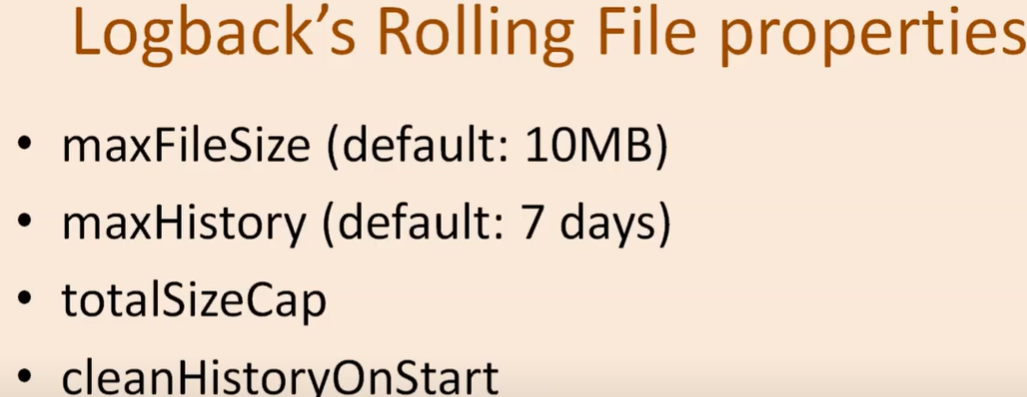 Logback’s Rolling File properties
• maxFileSize (default: 10MB)
• maxHistory (default: 7 days)
• totalSizeCap
• cleanHistoryOnStart